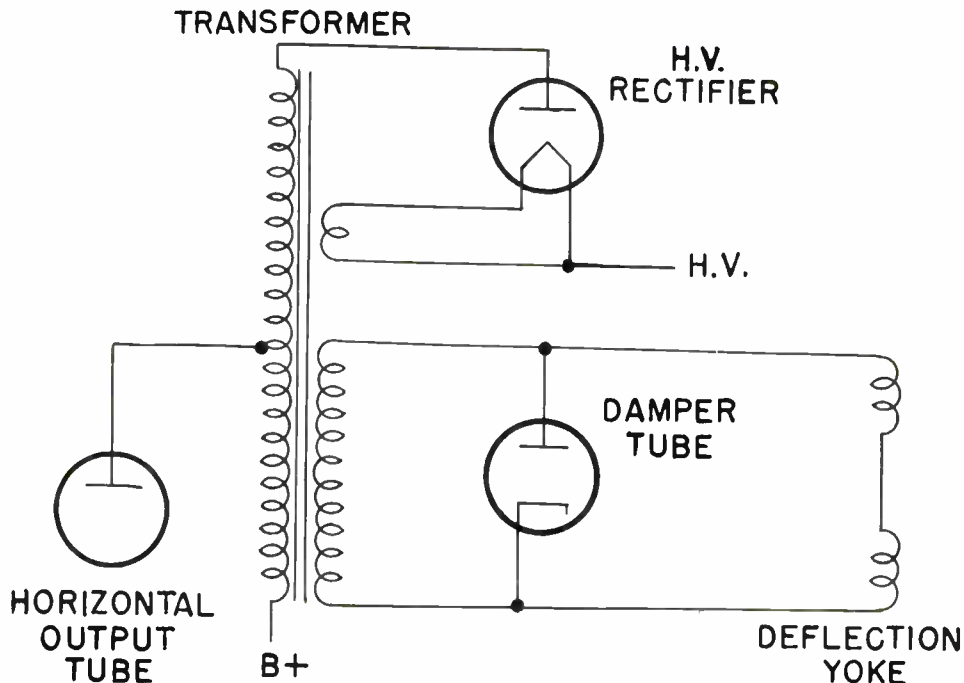 TRANSFORMER
H.V.
RECTIFIER
H.V.
DAMPER
TUBE
HORIZONTAL
OUTPUT
TUBE
B+
DEFLECTION
YOKE